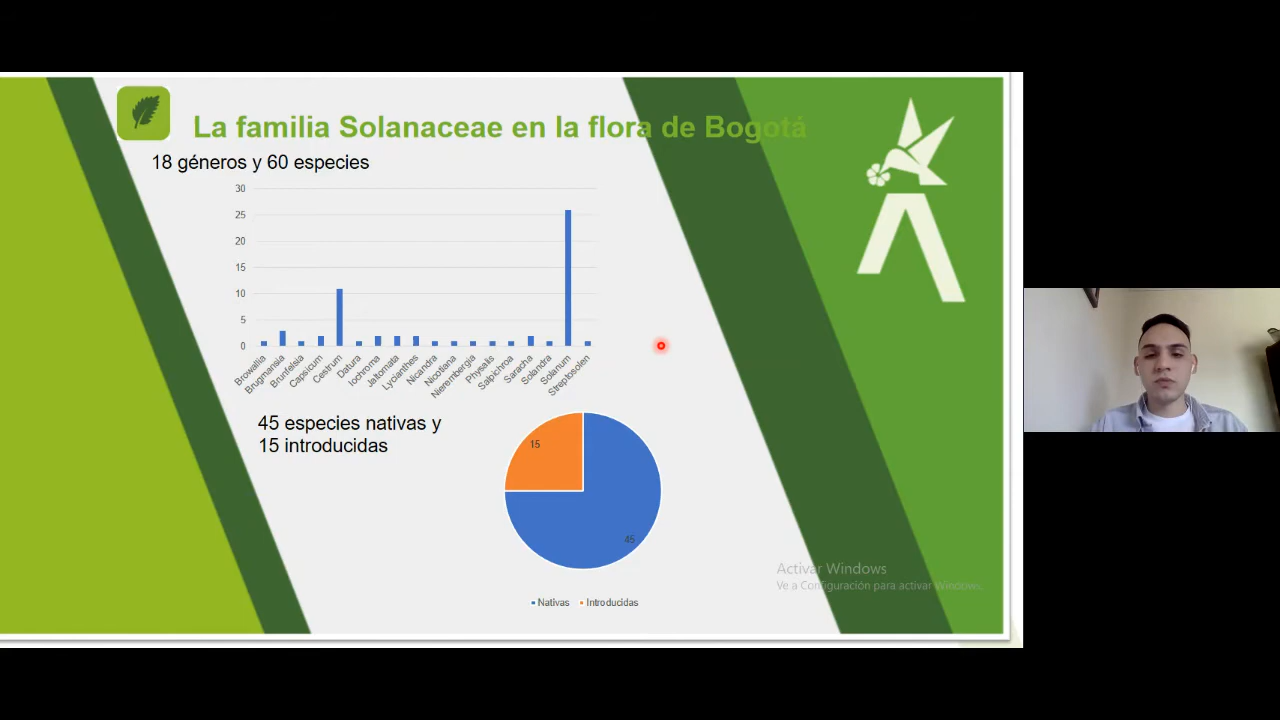 La familia Solanaceae en la flora de Bogotá
18 géneros y 60 especies
30
25
20
15
10
5
0
Browallia
Brugmansia
Brunfelsia
Capsicum
Cestrum
Datura
Iochroma
Jaltomata
Lycianthes
Nicandra
Nicotiana
Nierembergia
Physalis
Salpichroa
Saracha
Solandra
Solanum
Streptosolen
45 especies nativas y
15 introducidas
15
45
Nativas
Introducidas
Activar Windows
Ve a Configuración para activar Windows.